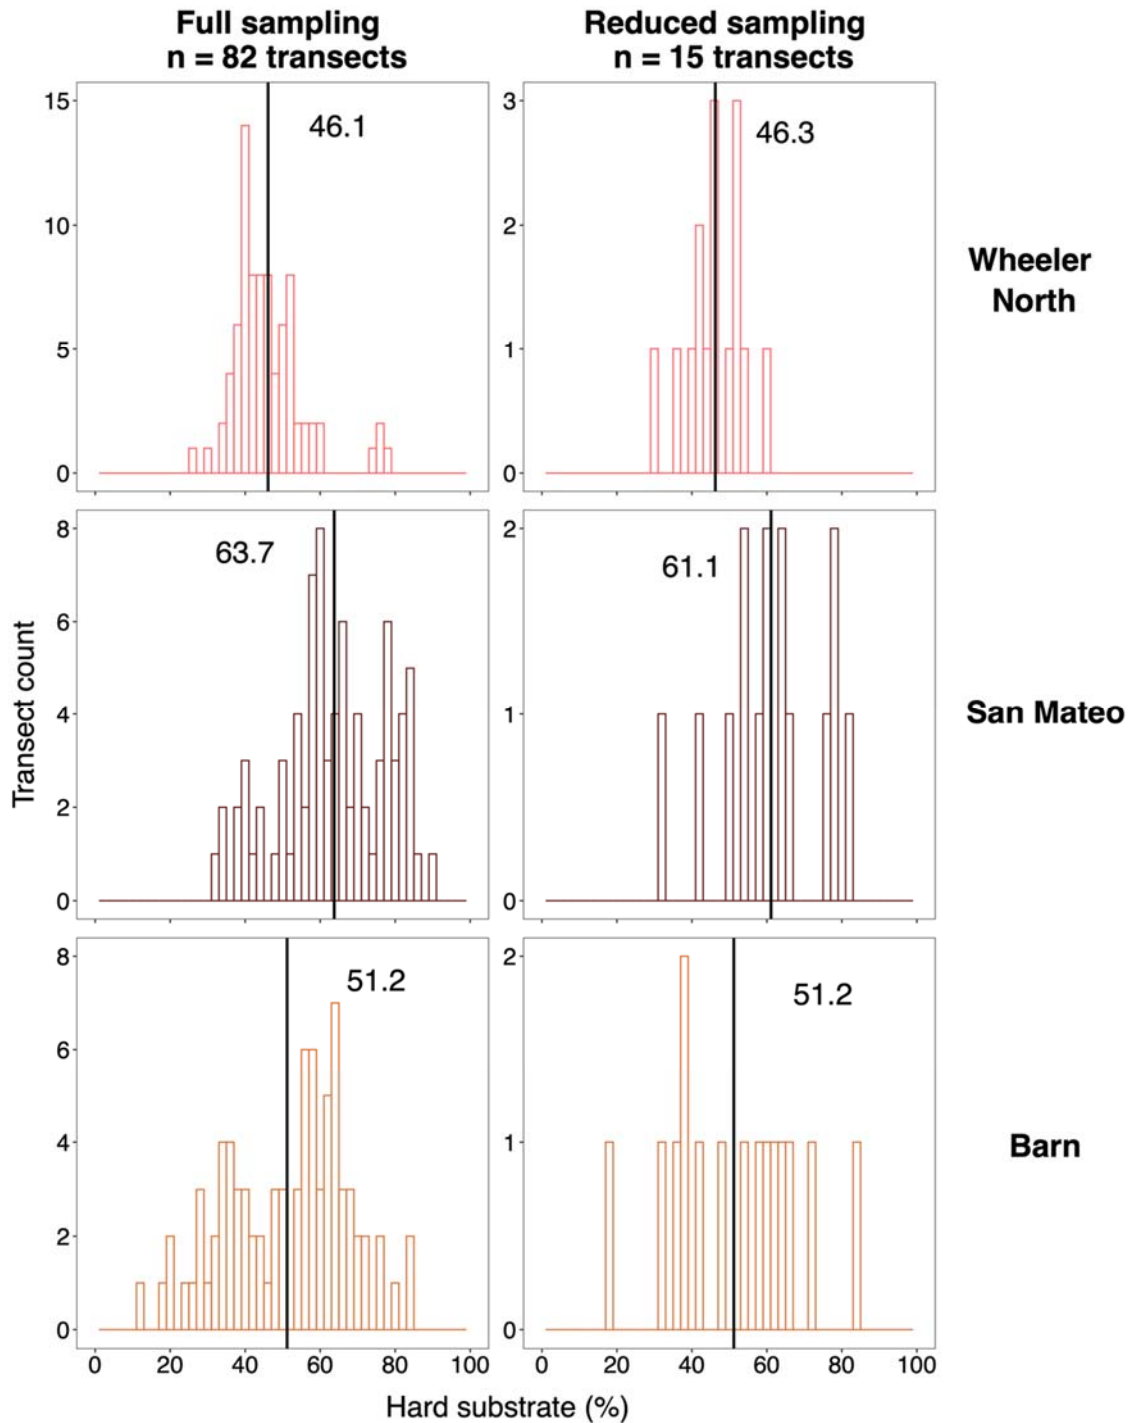 Full sampling
n = 82 transects
Reduced sampling
n = 15 transects
15
10
5
0
46.1
3
2
1
0
46.3
Wheeler
North
8
6
4
2
0
63.7
2
1
0
61.1
San Mateo
8
6
4
2
0
51.2
2
1
0
51.2
Barn
Transect count
0 20 40 60 80 100
0 20 40 60 80 100
Hard substrate (%)